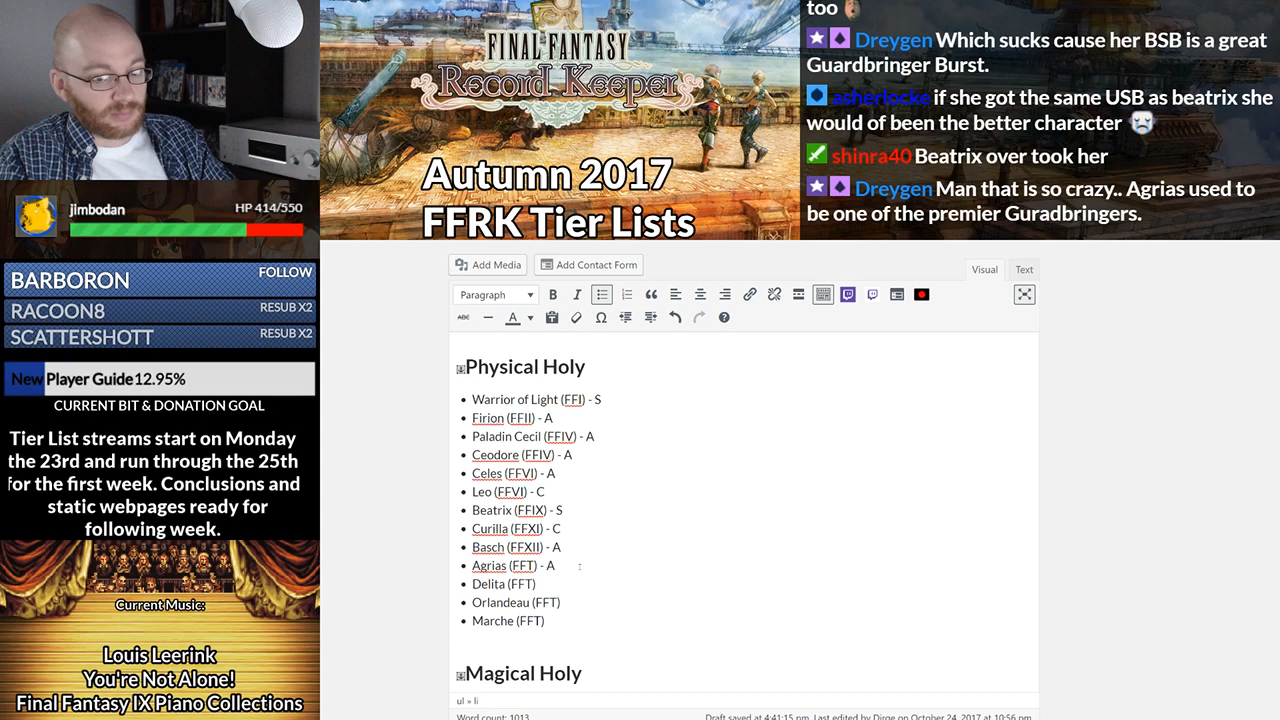 FINAL FANTASY
Record Keeper
Autumn 2017
FFRK Tier Lists
too
Dreygen Which sucks cause her BSB is a great
Guardbringer Burst.
asherlocke if she got the same USB as beatrix she
would of been the better character
shinra40 Beatrix over took her
Dreygen Man that is so crazy.. Agrias used to
be one of the premier Guradbringers.
jimbodan
HP 414/550
BARBORON
FOLLOW
RACOON8
RESUB X2
SCATTERSHOTT
RESUB X2
New Player Guide 12.95%
CURRENT BIT & DONATION GOAL
Tier List streams start on Monday
the 23rd and run through the 25th
for the first week. Conclusions and
static webpages ready for
following week.
Current Music:
Louis Leerink
You're Not Alone!
Final Fantasy IX Piano Collections
Add Media
Add Contact Form
Visual
Text
Paragraph
B
I
ABC
A
Physical Holy
Warrior of Light (FFI) - S
Firion (FFII) - A
Paladin Cecil (FFIV) - A
Ceodore (FFIV) - A
Celes (FFVI) - A
Leo (FFVI) - C
Beatrix (FFIX) - S
Curilla (FFXI) - C
Basch (FFXII) - A
Agrias (FFT) - A
Delita (FFT)
Orlandeau (FFT)
Marche (FFT)
Magical Holy
ul » li
Word count: 1013
Draft saved at 4:41:15 pm. Last edited by Dirge on October 24, 2017 at 10:56 pm